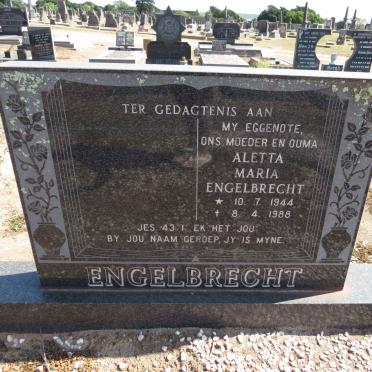 TER GEDAGTENIS AAN
MY EGGENOTE,
ONS MOEDER EN OUMA
ALETTA
MARIA
ENGELBRECHT
★ 10. 7. 1944
✝ 8. 4. 1988
JES. 43:1. EK HET JOU
BY JOU NAAM GEROEP, JY IS MYNE.
ENGELBRECHT